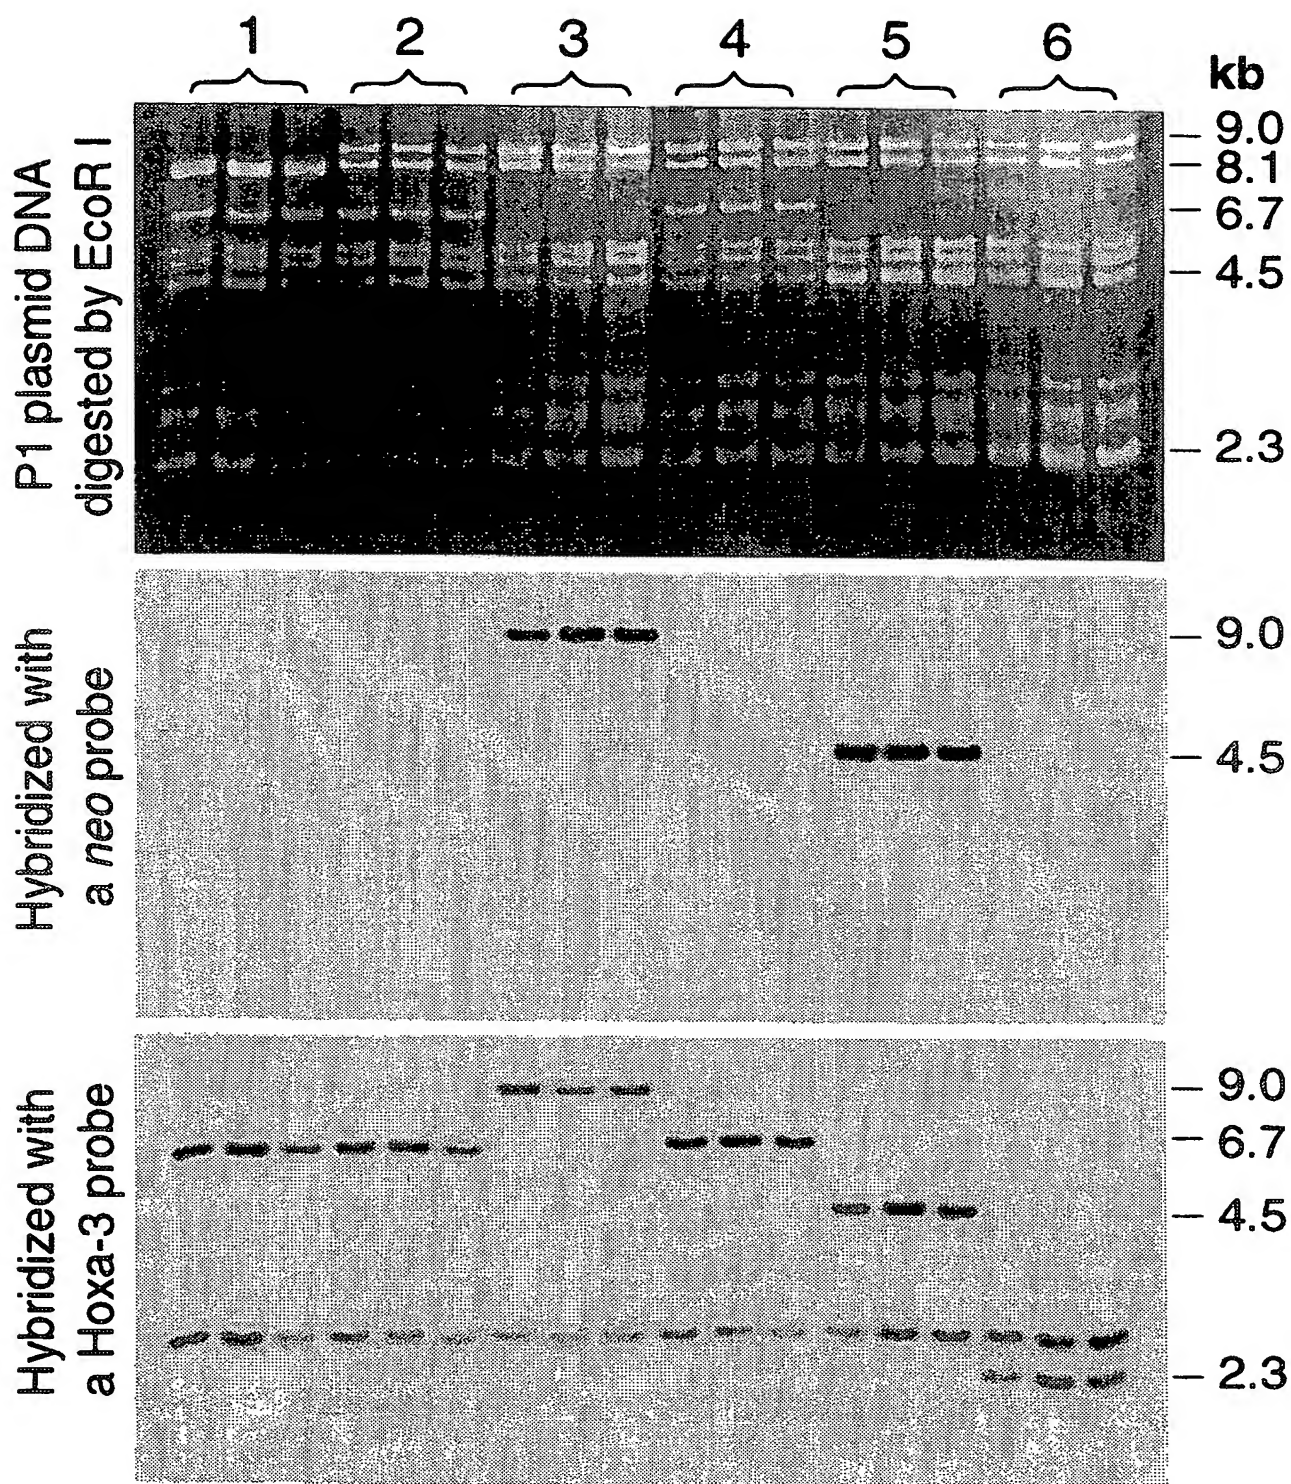 1 2 3 4 5 6
kb
P1 plasmid DNA
digested by EcoR I
9.0
8.1
6.7
4.5
2.3
Hybridized with
a neo probe
9.0
4.5
Hybridized with
a Hoxa-3 probe
9.0
6.7
4.5
2.3